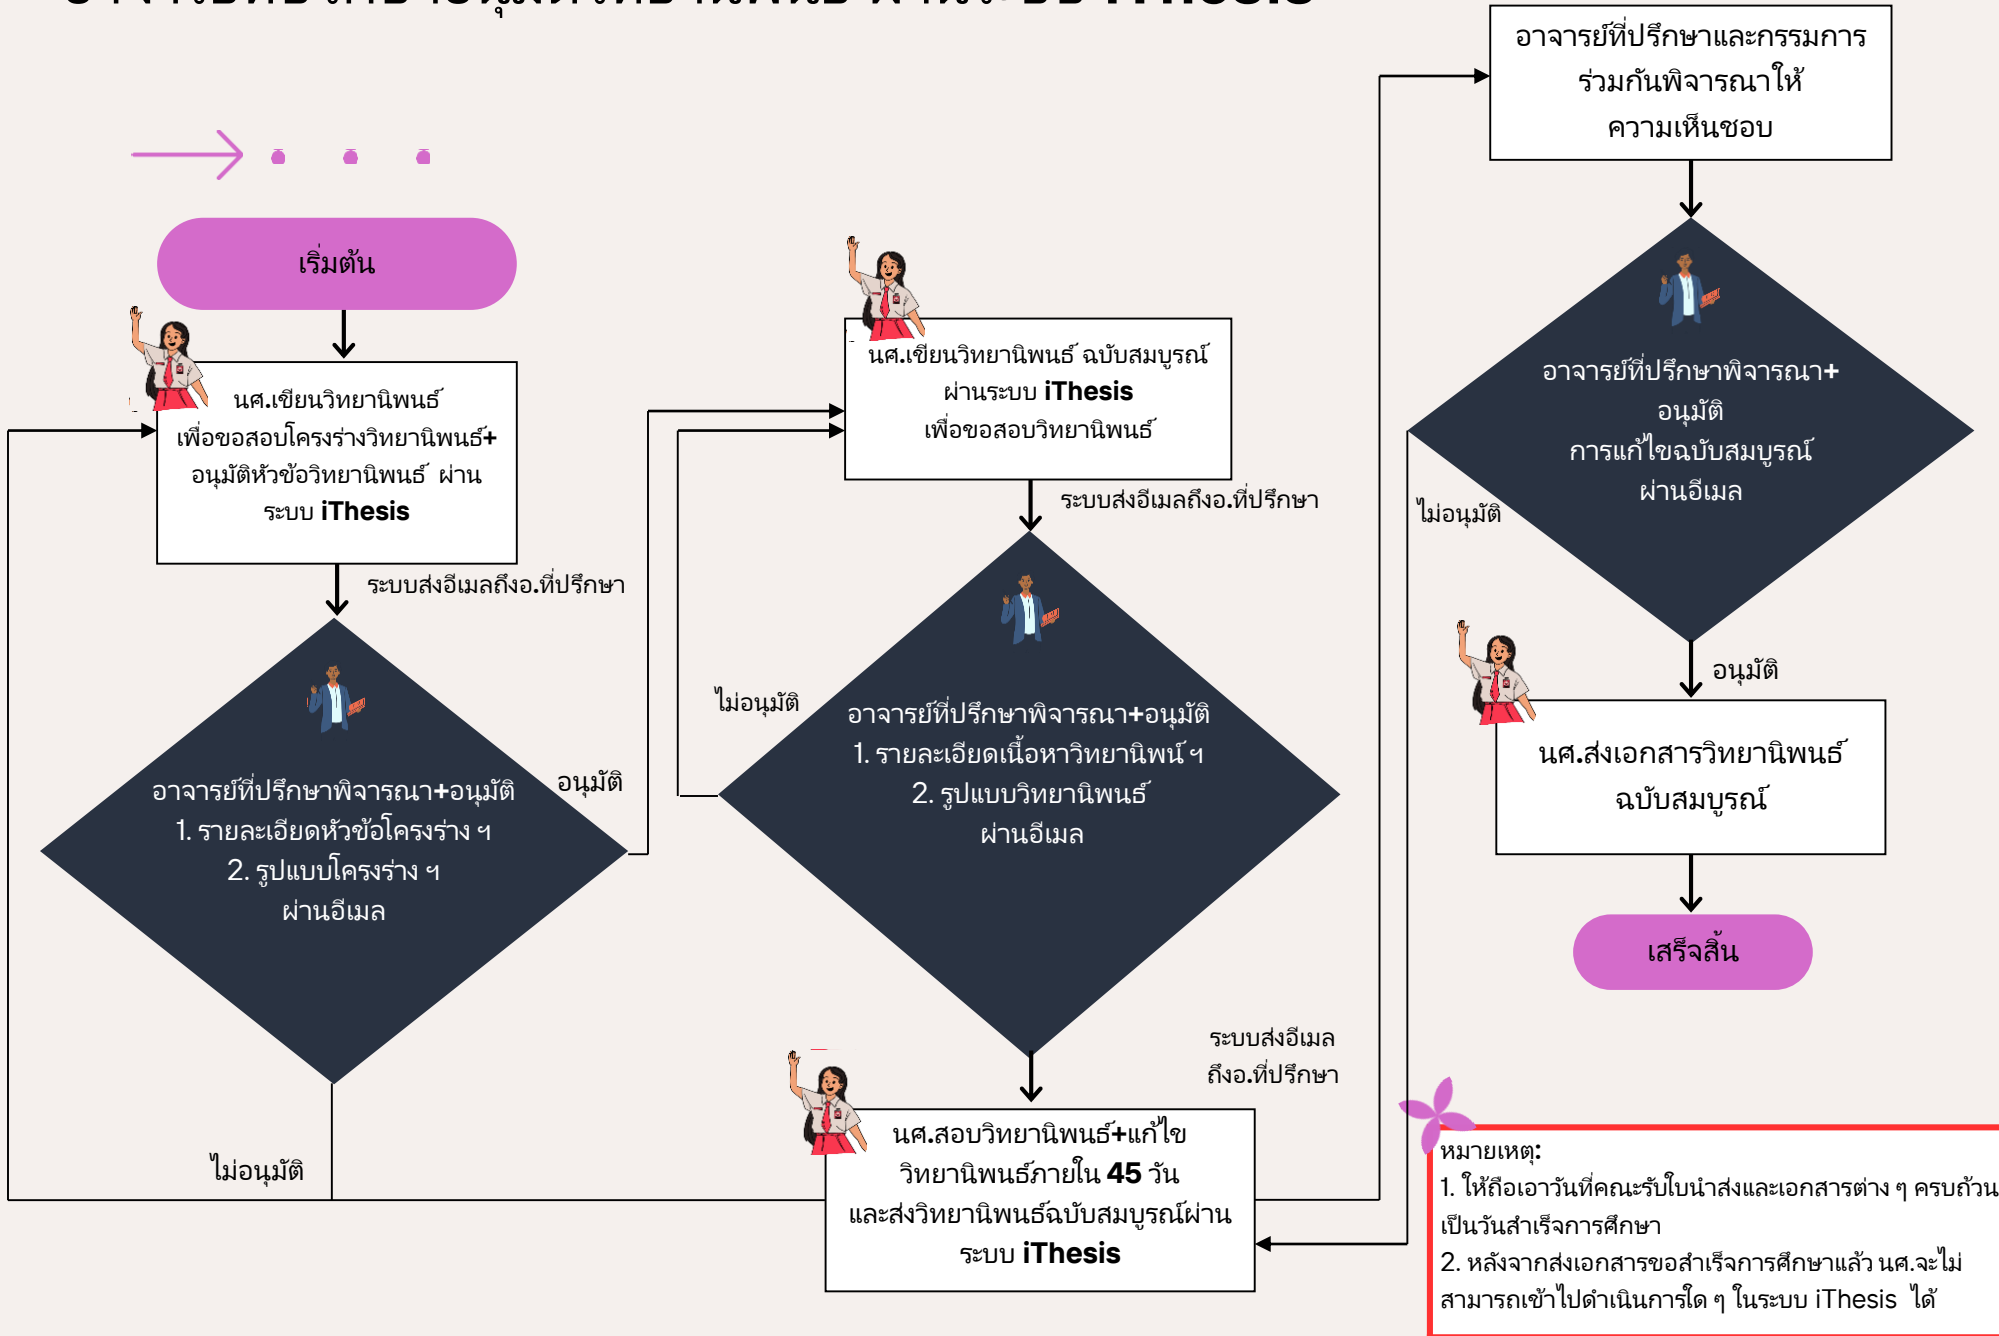 iThesis
เริ่มต้น
นศ.เขียนวิทยานิพนธ์
เพื่อขอสอบโครงร่างวิทยานิพนธ์+
อนุมัติหัวข้อวิทยานิพนธ์ ผ่าน
ระบบ iThesis
ระบบส่งอีเมลถึงอ.ที่ปรึกษา
อาจารย์ที่ปรึกษาพิจารณา+อนุมัติ
1. รายละเอียดหัวข้อโครงร่าง ฯ
2. รูปแบบโครงร่าง ฯ
ผ่านอีเมล
อนุมัติ
ไม่อนุมัติ
นศ.เขียนวิทยานิพนธ์ ฉบับสมบูรณ์
ผ่านระบบ iThesis
เพื่อขอสอบวิทยานิพนธ์
ระบบส่งอีเมลถึงอ.ที่ปรึกษา
ไม่อนุมัติ
อาจารย์ที่ปรึกษาพิจารณา+อนุมัติ
1. รายละเอียดเนื้อหาวิทยานิพน์ ฯ
2. รูปแบบวิทยานิพนธ์
ผ่านอีเมล
ระบบส่งอีเมล
ถึงอ.ที่ปรึกษา
นศ.สอบวิทยานิพนธ์+แก้ไข
วิทยานิพนธ์ภายใน 45 วัน
และส่งวิทยานิพนธ์ฉบับสมบูรณ์ผ่าน
ระบบ iThesis
อาจารย์ที่ปรึกษาและกรรมการ
ร่วมกันพิจารณาให้
ความเห็นชอบ
อาจารย์ที่ปรึกษาพิจารณา+
อนุมัติ
การแก้ไขฉบับสมบูรณ์
ผ่านอีเมล
ไม่อนุมัติ
อนุมัติ
นศ.ส่งเอกสารวิทยานิพนธ์
ฉบับสมบูรณ์
เสร็จสิ้น
หมายเหตุ:
1. ให้ถือเอาวันที่คณะรับใบนำส่งและเอกสารต่าง ๆ ครบถ้วน
เป็นวันสำเร็จการศึกษา
2. หลังจากส่งเอกสารขอสำเร็จการศึกษาแล้ว นศ.จะไม่
สามารถเข้าไปดำเนินการใด ๆ ในระบบ iThesis ได้